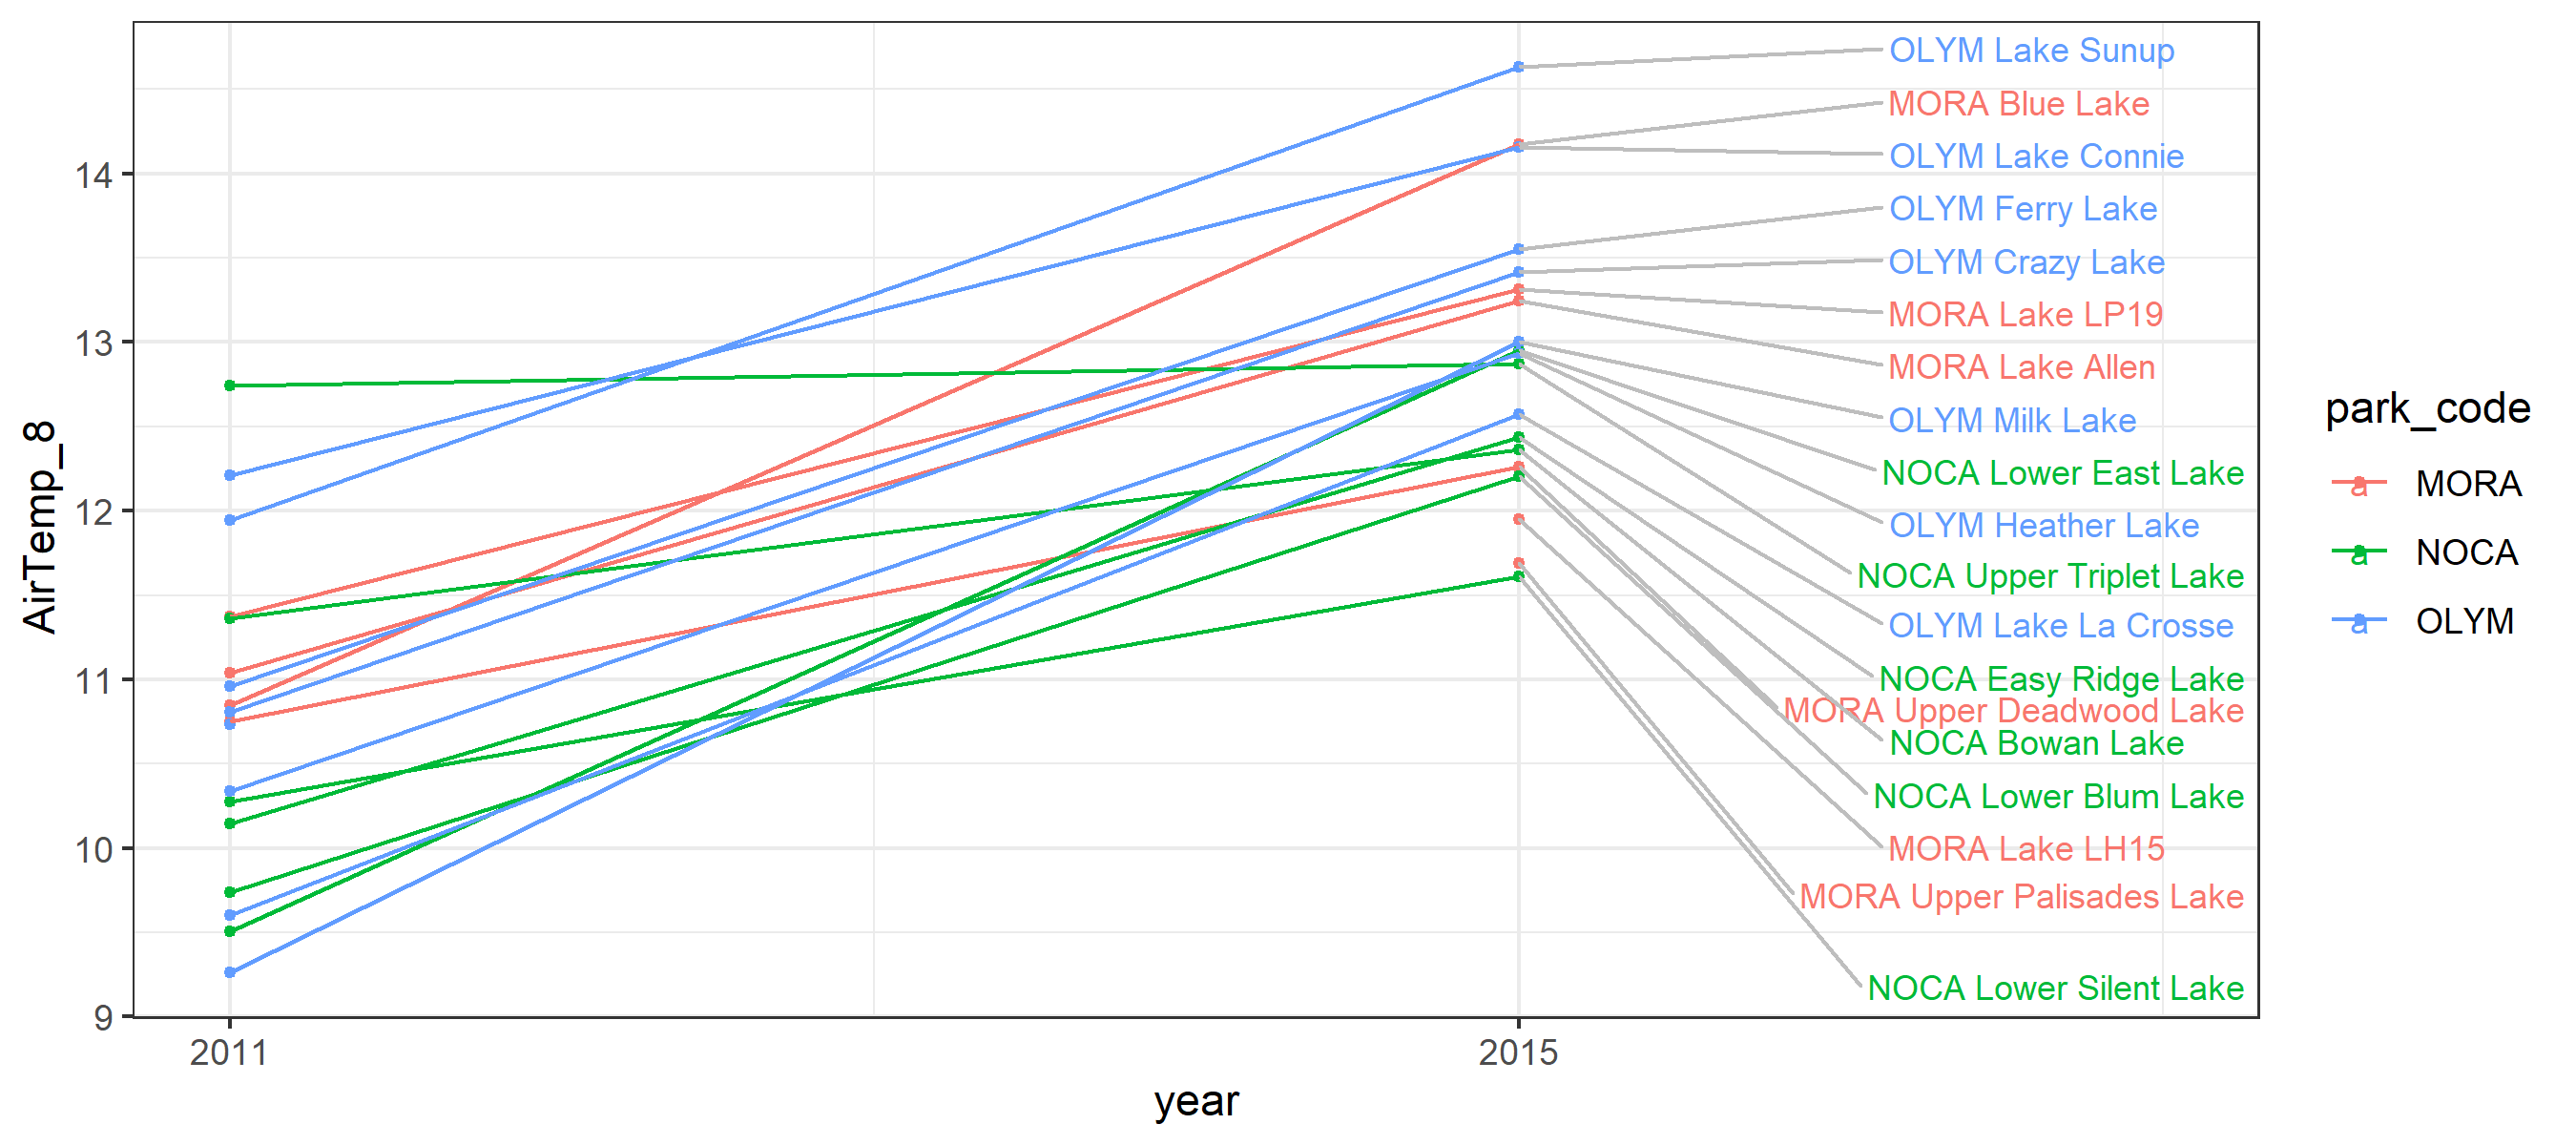 OLYM Lake Sunup
MORA Blue Lake
OLYM Lake Connie
OLYM Ferry Lake
OLYM Crazy Lake
MORA Lake LP19
MORA Lake Allen
OLYM Milk Lake
NOCA Lower East Lake
OLYM Heather Lake
NOCA Upper Triplet Lake
OLYM Lake La Crosse
NOCA Easy Ridge Lake
MORA Upper Deadwood Lake
NOCA Bowan Lake
NOCA Lower Blum Lake
MORA Lake LH15
MORA Upper Palisades Lake
NOCA Lower Silent Lake
14
13
12
11
10
9
AirTemp_8
2011
2015
year
park_code
a MORA
a NOCA
a OLYM